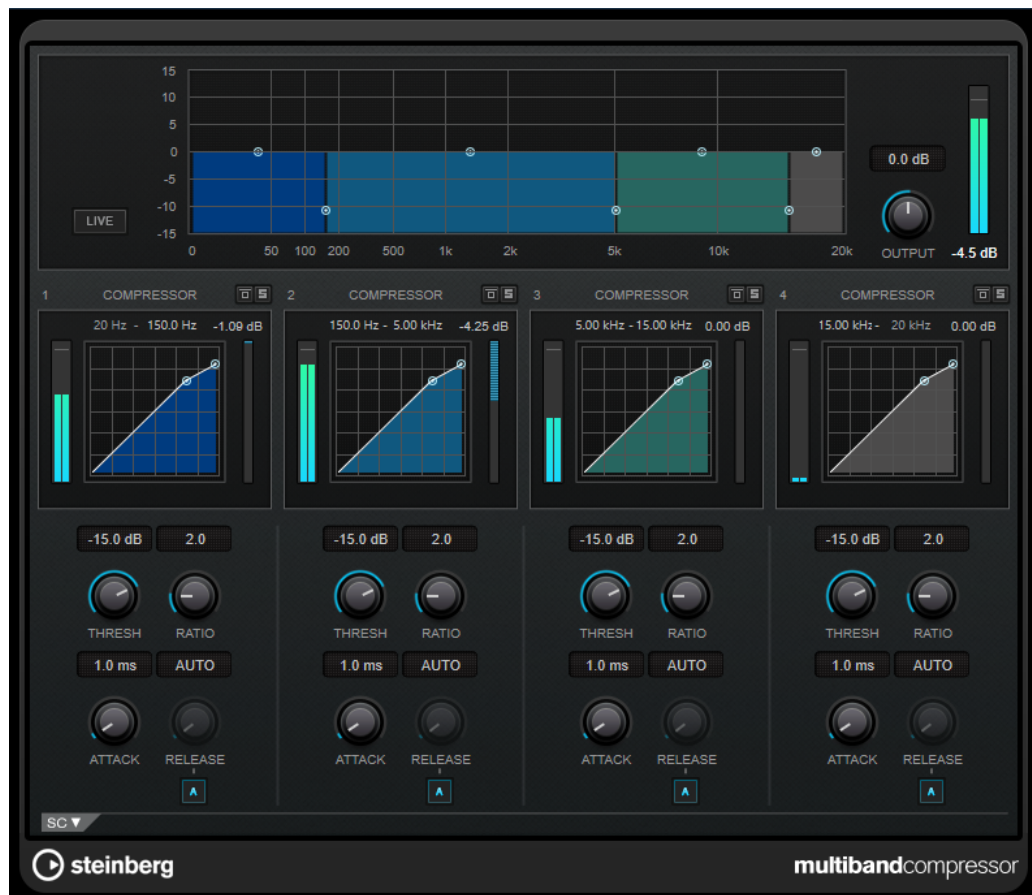 15
10
5
0
-5
-10
-15
0 50 100 200 500 1k 2k 5k 10k 20k
LIVE
0.0 dB
OUTPUT -4.5 dB
1 COMPRESSOR S 2 COMPRESSOR S 3 COMPRESSOR S 4 COMPRESSOR S
20 Hz - 150.0 Hz -1.09 dB 150.0 Hz - 5.00 kHz -4.25 dB 5.00 kHz - 15.00 kHz 0.00 dB 15.00 kHz - 20 kHz 0.00 dB
-15.0 dB 2.0 -15.0 dB 2.0 -15.0 dB 2.0 -15.0 dB 2.0
THRESH RATIO THRESH RATIO THRESH RATIO THRESH RATIO
1.0 ms AUTO 1.0 ms AUTO 1.0 ms AUTO 1.0 ms AUTO
ATTACK RELEASE ATTACK RELEASE ATTACK RELEASE ATTACK RELEASE
A A A A
SC ▼
steinberg multibandcompressor